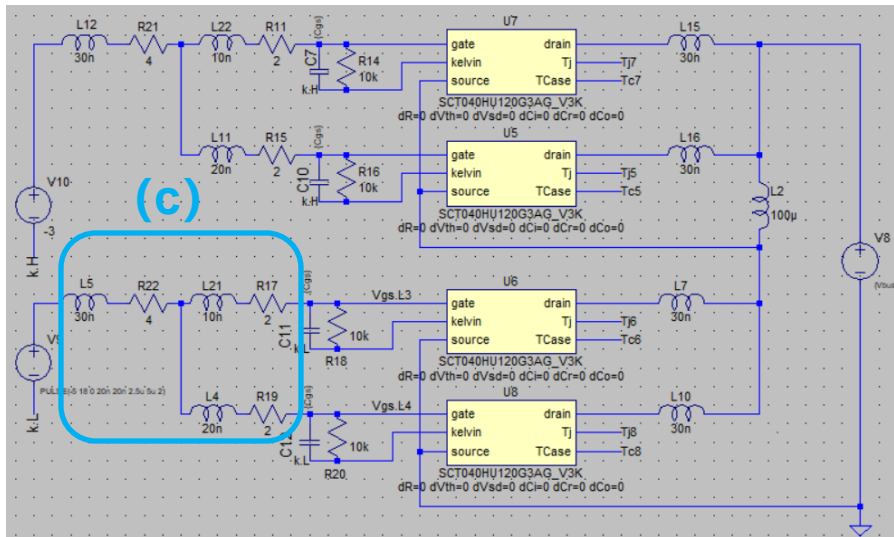 L12
30n
R21
4
L22
10n
R11
2
{Cgs}
C7
k.H
R14
10k
U7
gate
kelvin
source
drain
Tj
TCase
Tj7
Tc7
SCT040HU120G3AG_V3K
dR=0 dVth=0 dVsd=0 dCi=0 dCr=0 dCo=0
L15
30n
L11
20n
R15
2
{Cgs}
C10
k.H
R16
10k
U5
gate
kelvin
source
drain
Tj
TCase
Tj5
Tc5
SCT040HU120G3AG_V3K
dR=0 dVth=0 dVsd=0 dCi=0 dCr=0 dCo=0
L16
30n
V10
-3
k.H
(c)
L2
100µ
V8
L5
30n
R22
4
L21
10n
R17
2
{Cgs}
C11
k.L
R18
10k
Vgs.L3
U6
gate
kelvin
source
drain
Tj
TCase
Tj6
Tc6
SCT040HU120G3AG_V3K
dR=0 dVth=0 dVsd=0 dCi=0 dCr=0 dCo=0
L7
30n
k.L
L4
20n
R19
2
{Cgs}
k.L
R20
10k
Vgs.L4
U8
gate
kelvin
source
drain
Tj
TCase
Tj8
Tc8
SCT040HU120G3AG_V3K
dR=0 dVth=0 dVsd=0 dCi=0 dCr=0 dCo=0
L10
30n